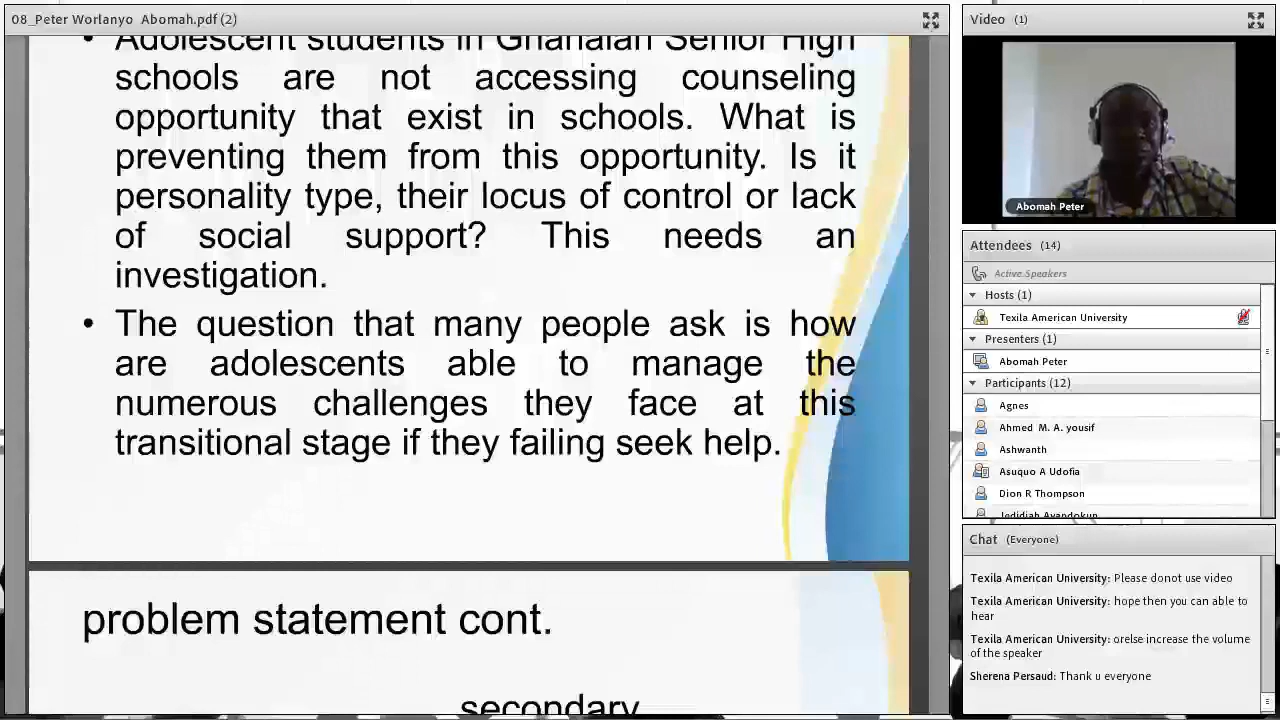 08_Peter Worlanyo Abomah.pdf (2)
• Adolescent students in Ghanaian Senior High
schools are not accessing counseling
opportunity that exist in schools. What is
preventing them from this opportunity. Is it
personality type, their locus of control or lack
of social support? This needs an
investigation.
• The question that many people ask is how
are adolescents able to manage the
numerous challenges they face at this
transitional stage if they failing seek help.
problem statement cont.
secondary
Video (1)
Abomah Peter
Attendees (14)
Active Speakers
Hosts (1)
Texila American University
Presenters (1)
Abomah Peter
Participants (12)
Agnes
Ahmed M. A. yousif
Ashwanth
Asuquo A Udofia
Dion R Thompson
Jedidiah Ayandokun
Chat (Everyone)
Texila American University: Please donot use video
Texila American University: hope then you can able to
hear
Texila American University: orelse increase the volume
of the speaker
Sherena Persaud: Thank u everyone